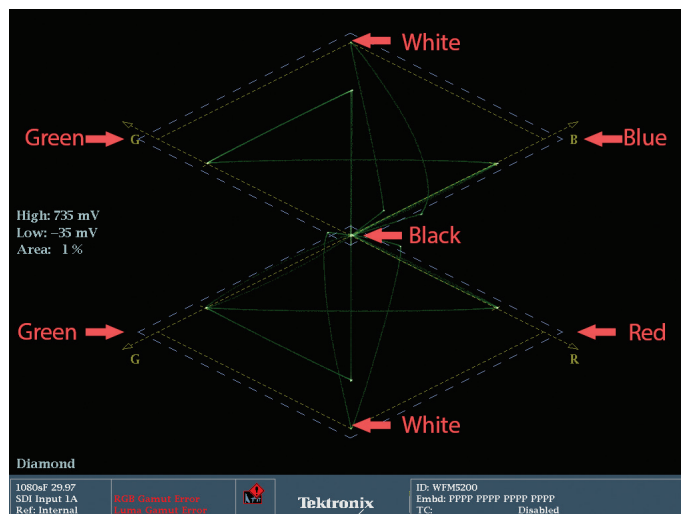 White
Green
G
B
Blue
High: 735 mV
Low: −35 mV
Area: 1 %
Black
Green
Red
G
R
White
Diamond
1080sF 29.97
SDI Input 1A
Ref: Internal
RGB Gamut Error
Luma Gamut Error
Tektronix
ID: WFM5200
Embd: PPPP PPPP PPPP PPPP
TC: Disabled